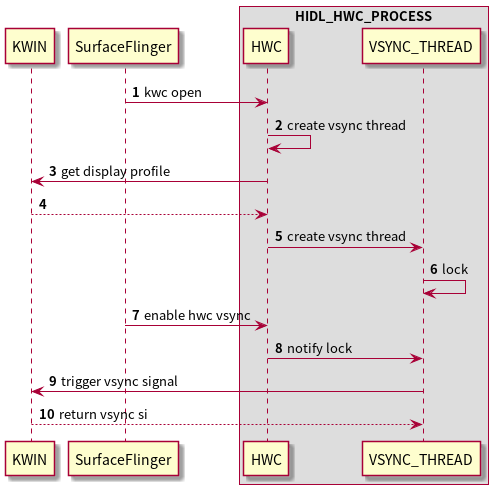 HIDL_HWC_PROCESS
KWIN
SurfaceFlinger
HWC
VSYNC_THREAD
1 kwc open
2 create vsync thread
3 get display profile
4
5 create vsync thread
6 lock
7 enable hwc vsync
8 notify lock
9 trigger vsync signal
10 return vsync si
KWIN
SurfaceFlinger
HWC
VSYNC_THREAD